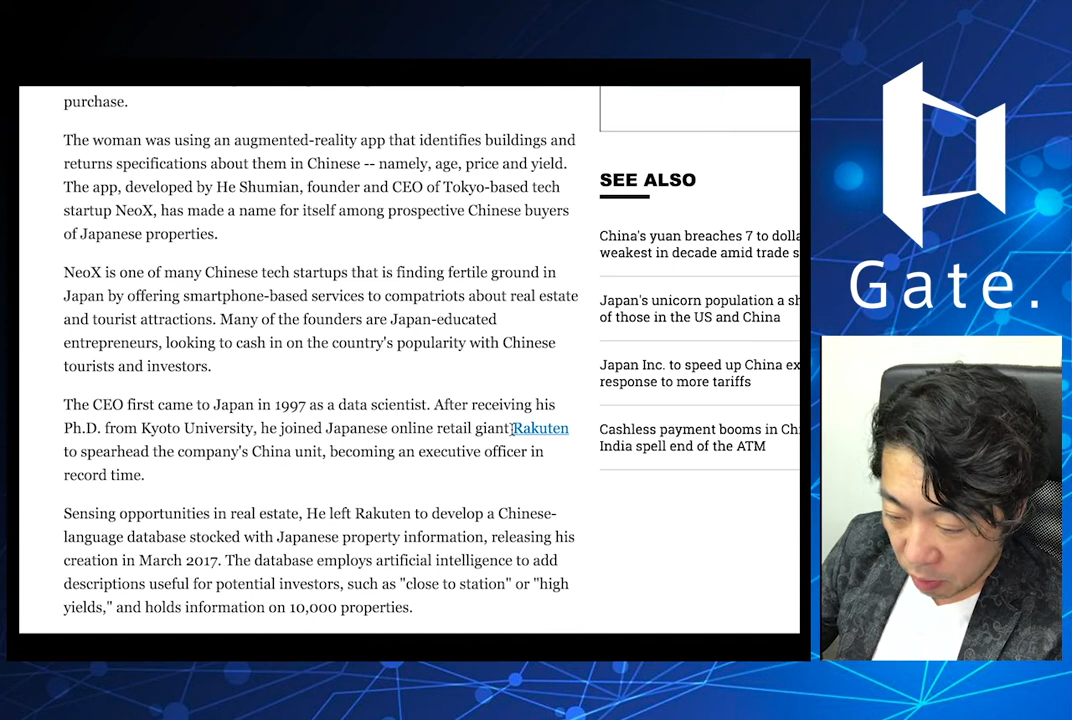 purchase.
The woman was using an augmented-reality app that identifies buildings and
returns specifications about them in Chinese -- namely, age, price and yield.
The app, developed by He Shumian, founder and CEO of Tokyo-based tech
startup NeoX, has made a name for itself among prospective Chinese buyers
of Japanese properties.
NeoX is one of many Chinese tech startups that is finding fertile ground in
Japan by offering smartphone-based services to compatriots about real estate
and tourist attractions. Many of the founders are Japan-educated
entrepreneurs, looking to cash in on the country's popularity with Chinese
tourists and investors.
The CEO first came to Japan in 1997 as a data scientist. After receiving his
Ph.D. from Kyoto University, he joined Japanese online retail giant Rakuten
to spearhead the company's China unit, becoming an executive officer in
record time.
Sensing opportunities in real estate, He left Rakuten to develop a Chinese-
language database stocked with Japanese property information, releasing his
creation in March 2017. The database employs artificial intelligence to add
descriptions useful for potential investors, such as "close to station" or "high
yields," and holds information on 10,000 properties.
SEE ALSO
China's yuan breaches 7 to dolla
weakest in decade amid trade s
Japan's unicorn population a sh
of those in the US and China
Japan Inc. to speed up China ex
response to more tariffs
Cashless payment booms in Chi
India spell end of the ATM
Gate.